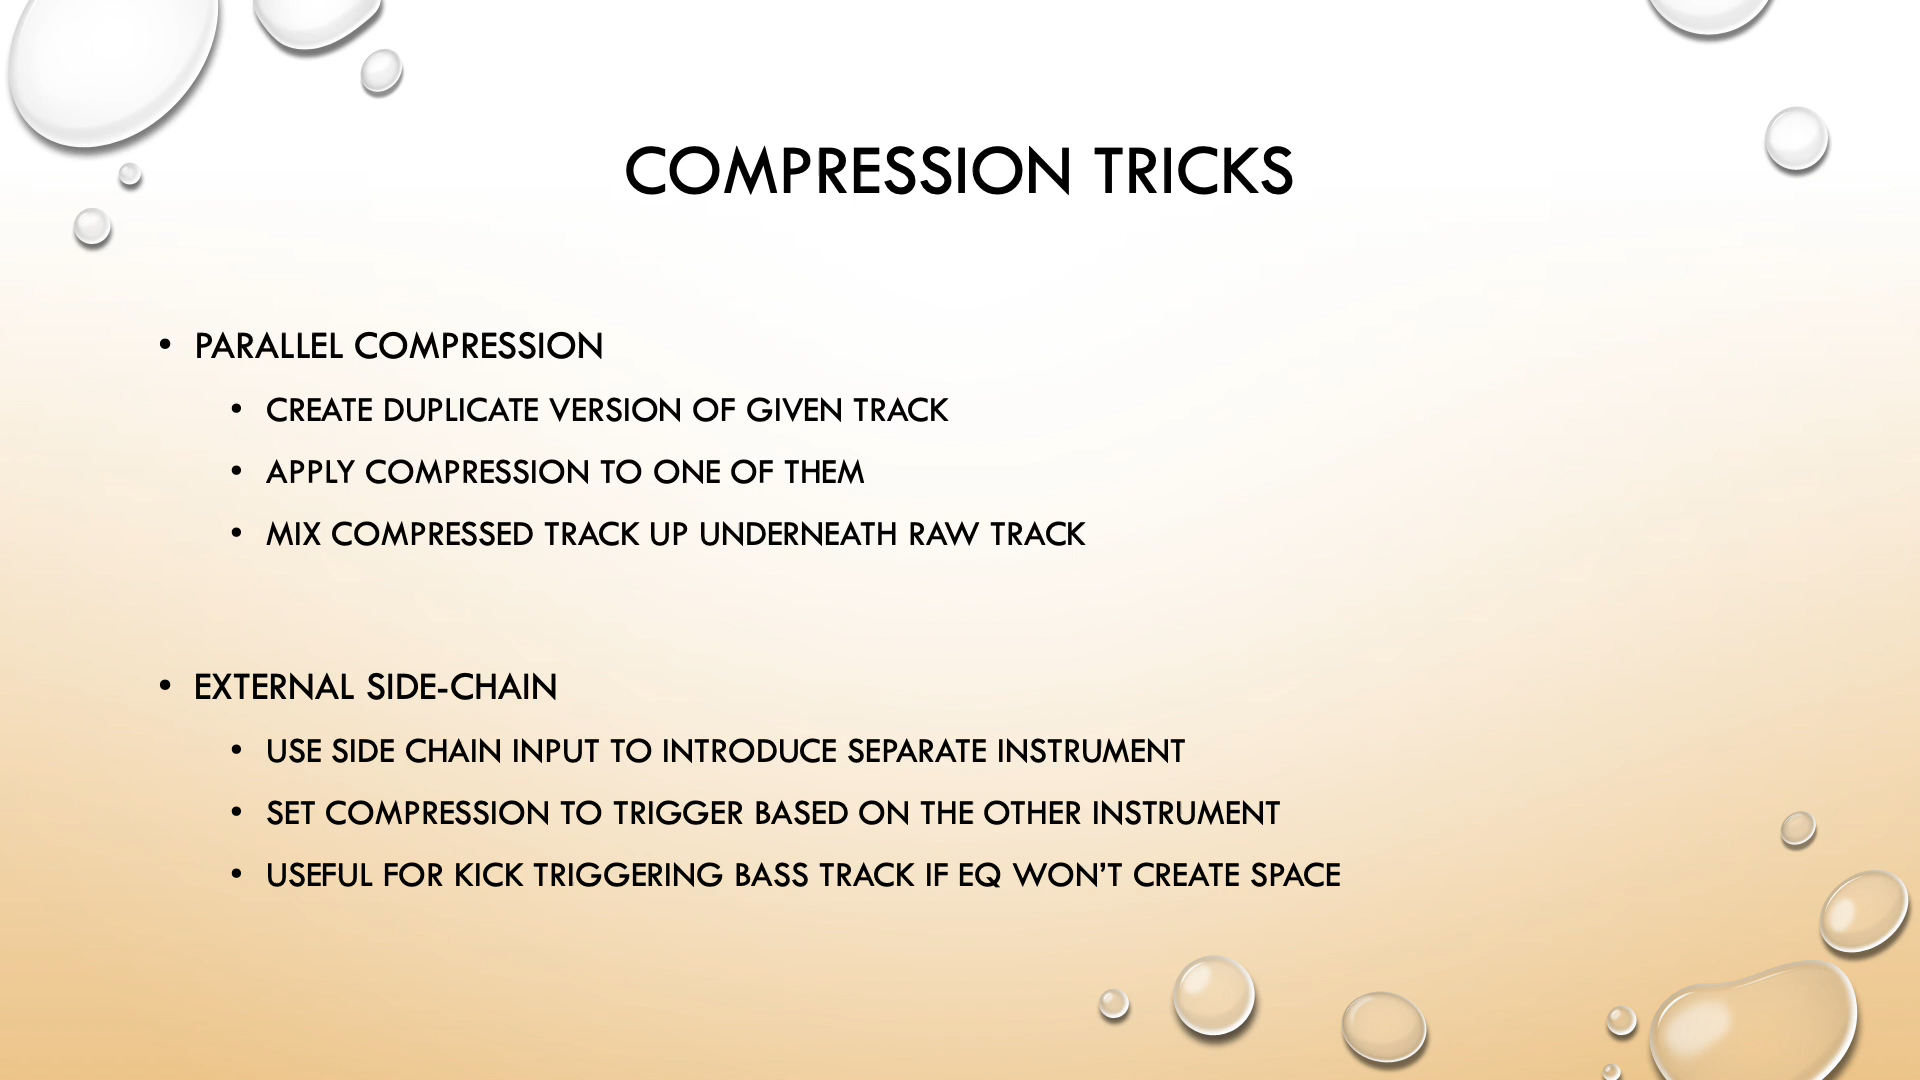 COMPRESSION TRICKS
• PARALLEL COMPRESSION
• CREATE DUPLICATE VERSION OF GIVEN TRACK
• APPLY COMPRESSION TO ONE OF THEM
• MIX COMPRESSED TRACK UP UNDERNEATH RAW TRACK
• EXTERNAL SIDE-CHAIN
• USE SIDE CHAIN INPUT TO INTRODUCE SEPARATE INSTRUMENT
• SET COMPRESSION TO TRIGGER BASED ON THE OTHER INSTRUMENT
• USEFUL FOR KICK TRIGGERING BASS TRACK IF EQ WON’T CREATE SPACE